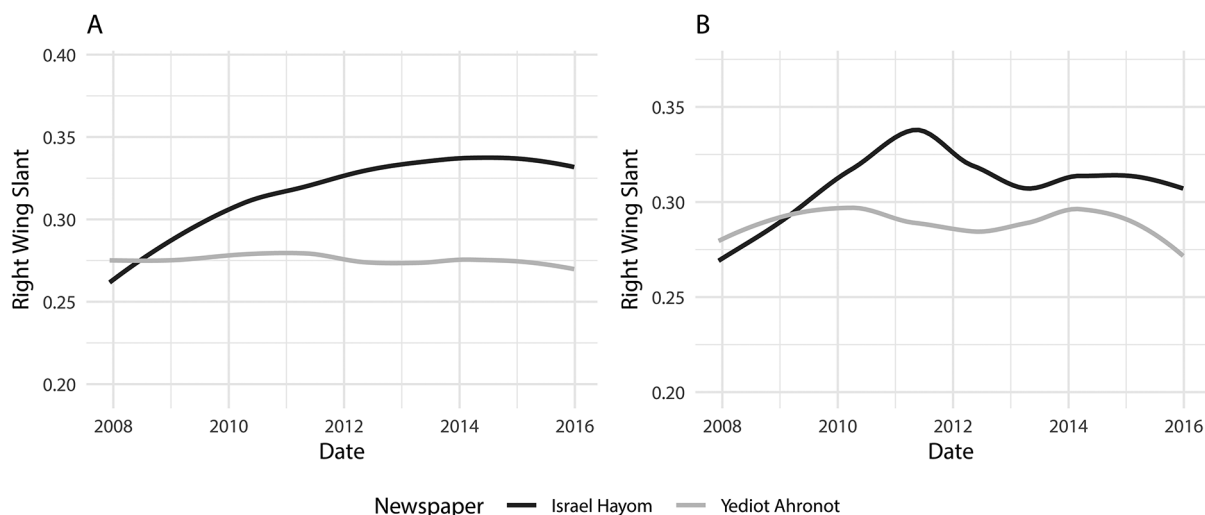 A
Right Wing Slant
0.40
0.35
0.30
0.25
0.20
2008 2010 2012 2014 2016
Date
B
Right Wing Slant
0.35
0.30
0.25
0.20
2008 2010 2012 2014 2016
Date
Newspaper Israel Hayom Yediot Ahronot